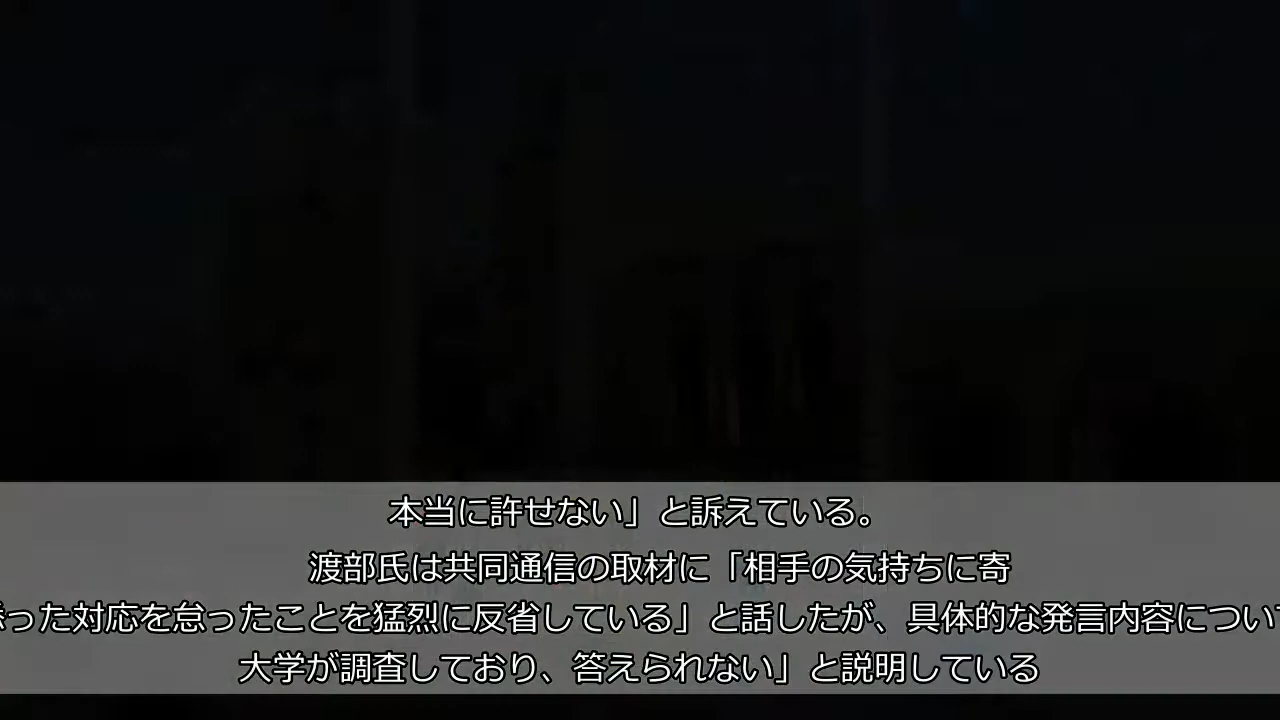 本当に許せない」と訴えている。
渡部氏は共同通信の取材に「相手の気持ちに寄
った対応を怠ったことを猛烈に反省している」と話したが、具体的な発言内容につい
大学が調査しており、答えられない」と説明している